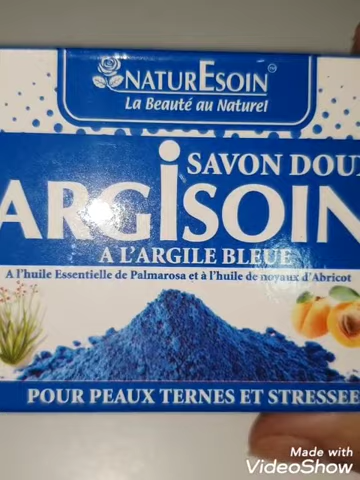 NATURESOIN™
La Beauté au Naturel
SAVON DOU
ARGISOIN
A L'ARGILE BLEUE
A l'huile Essentielle de Palmarosa et à l'huile de noyaux d'Abricot
POUR PEAUX TERNES ET STRESSEE
Made with
VideoShow